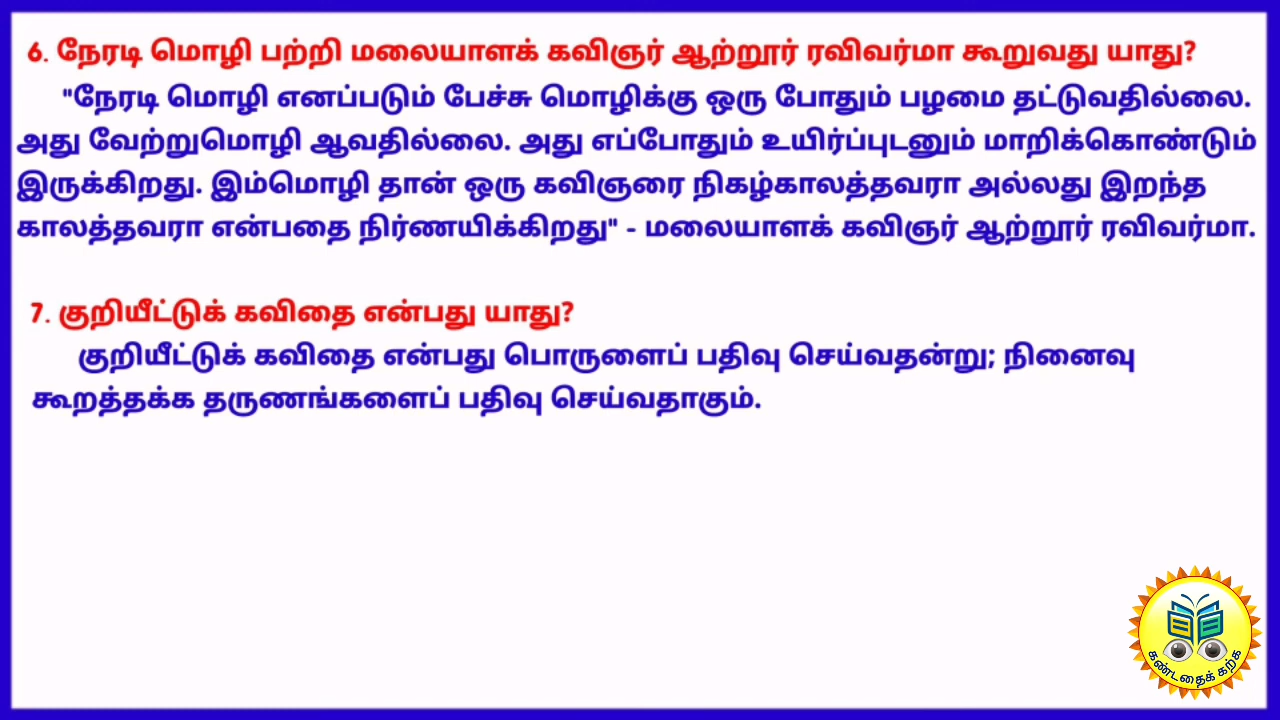 6. நேரடி மொழி பற்றி மலையாளக் கவிஞர் ஆற்றூர் ரவிவர்மா கூறுவது யாது?
"நேரடி மொழி எனப்படும் பேச்சு மொழிக்கு ஒரு போதும் பழமை தட்டுவதில்லை.
அது வேற்றுமொழி ஆவதில்லை. அது எப்போதும் உயிர்ப்புடனும் மாறிக்கொண்டும்
இருக்கிறது. இம்மொழி தான் ஒரு கவிஞரை நிகழ்காலத்தவரா அல்லது இறந்த
காலத்தவரா என்பதை நிர்ணயிக்கிறது" - மலையாளக் கவிஞர் ஆற்றூர் ரவிவர்மா.
7. குறியீட்டுக் கவிதை என்பது யாது?
குறியீட்டுக் கவிதை என்பது பொருளைப் பதிவு செய்வதன்று; நினைவு
கூறத்தக்க தருணங்களைப் பதிவு செய்வதாகும்.
கண்டதைக் கற்க